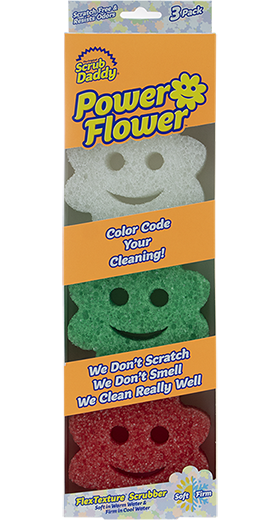 Scratch Free &
Resists Odors
3 Pack
Scrub
Daddy
Power
Flower
Color Code
Your
Cleaning!
We Don't Scratch
We Don't Smell
We Clean Really Well
FlexTexture Scrubber
Soft in Warm Water &
Firm in Cool Water
Soft
Firm